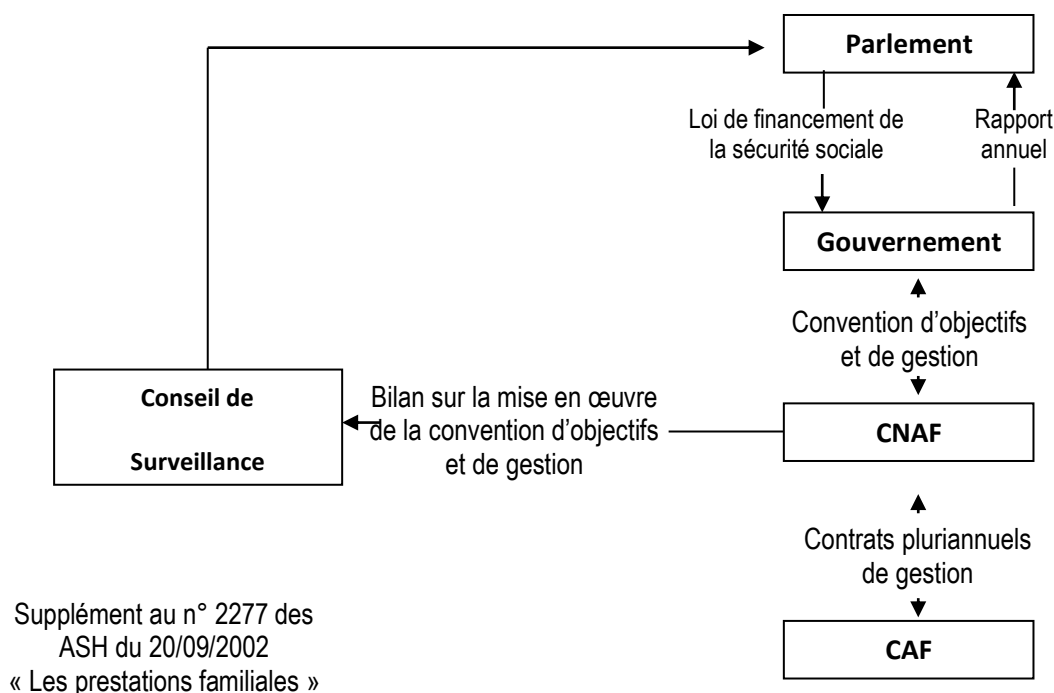 Parlement
Loi de financement de
la sécurité sociale
Rapport
annuel
Gouvernement
Convention d'objectifs
et de gestion
Conseil de
Surveillance
Bilan sur la mise en œuvre
de la convention d'objectifs
et de gestion
CNAF
Contrats pluriannuels
de gestion
CAF
Supplément au n° 2277 des
ASH du 20/09/2002
« Les prestations familiales »